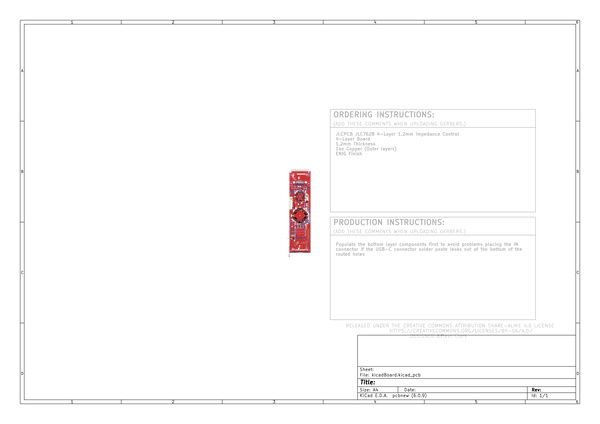 1 2 3 4 5 6
A A
ORDERING INSTRUCTIONS:
(ADD THESE COMMENTS WHEN UPLOADING GERBERS.)
JLCPCB JLC7628 4-Layer 1.2mm Impedance Control
4-Layer Board
1.2mm Thickness
1oz Copper (Outer layers)
ENIG Finish
B B
PRODUCTION INSTRUCTIONS:
(ADD THESE COMMENTS WHEN UPLOADING GERBERS.)
Populate the bottom layer components first to avoid problems placing the
connector if the USB-C connector solder paste leaks out of the bottom of the
routed holes
C C
RELEASED UNDER THE CREATIVE COMMONS ATRIBUTION SHARE-ALIKE 4.0 LICENSE
HTTPS://CREATIVECOMMONS.ORG/LICENSES/BY-SA/4.0/
Sheet:
File: kicadBoard.kicad_pcb
D D
Title:
Size: A4 Date: Rev:
KiCad E.D.A. pcbnew (6.0.9) Id: 1/1
1 2 3 4 5 6